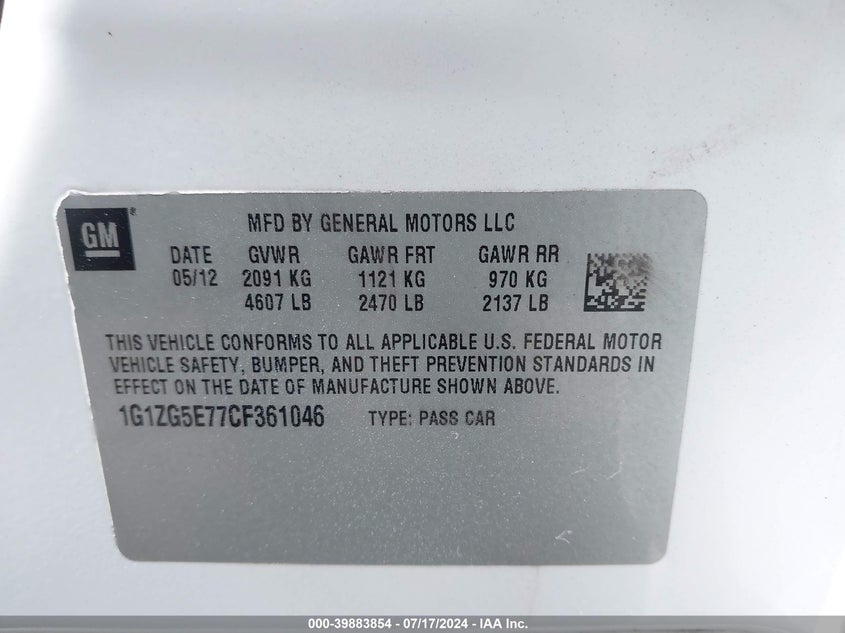 GM
MFD BY GENERAL MOTORS LLC
DATE GVWR GAWR FRT GAWR RR
05/12 2091 KG 1121 KG 970 KG
4607 LB 2470 LB 2137 LB
THIS VEHICLE CONFORMS TO ALL APPLICABLE U.S. FEDERAL MOTOR
VEHICLE SAFETY, BUMPER, AND THEFT PREVENTION STANDARDS IN
EFFECT ON THE DATE OF MANUFACTURE SHOWN ABOVE.
1G1ZG5E77CF361046 TYPE: PASS CAR
000-39883854 - 07/17/2024 - IAA Inc.